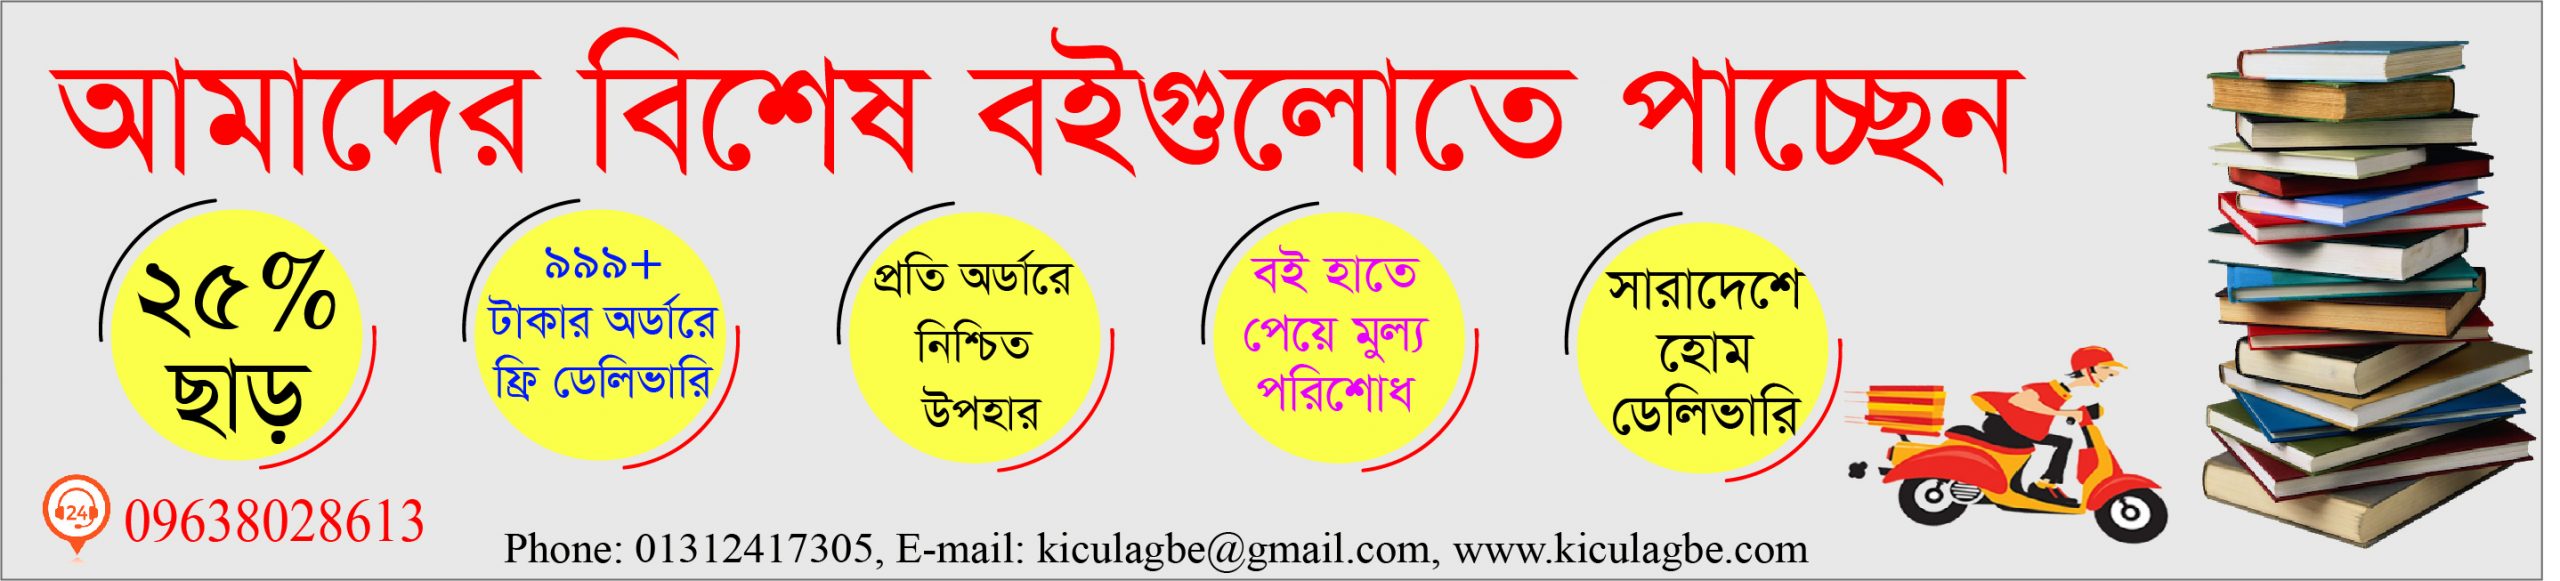 আমাদের বিশেষ বইগুলোতে পাচ্ছেন
২৫%
ছাড়
৯৯৯+
টাকার অর্ডারে
ফ্রি ডেলিভারি
প্রতি অর্ডারে
নিশ্চিত
উপহার
বই হাতে
পেয়ে মুল্য
পরিশোধ
সারাদেশে
হোম
ডেলিভারি
24
09638028613
Phone: 01312417305, E-mail: kiculagbe@gmail.com, www.kiculagbe.com